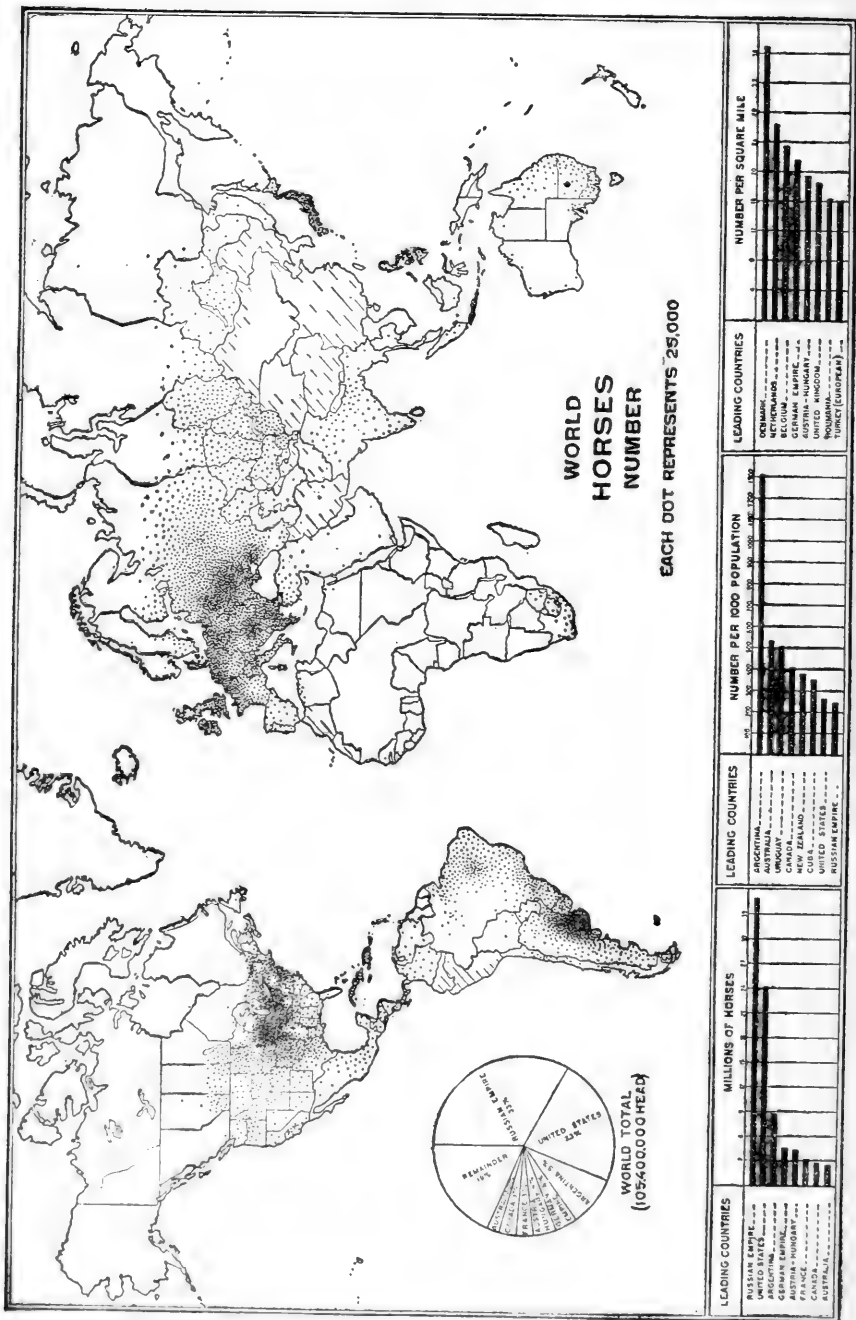 WORLD
HORSES
NUMBER
EACH DOT REPRESENTS 25,000
RUSSIAN EMPIRE
33%
UNITED STATES
23%
ARGENTINA
REMAINDER
WORLD TOTAL
(105,400,000 HEAD)
LEADING COUNTRIES
MILLIONS OF HORSES
RUSSIAN EMPIRE
UNITED STATES
ARGENTINA
GERMAN EMPIRE
AUSTRIA-HUNGARY
FRANCE
CANADA
AUSTRALIA
LEADING COUNTRIES
NUMBER PER 1000 POPULATION
ARGENTINA
AUSTRALIA
URUGUAY
CANADA
NEW ZEALAND
CUBA
UNITED STATES
RUSSIAN EMPIRE
LEADING COUNTRIES
NUMBER PER SQUARE MILE
DENMARK
NETHERLANDS
BELGIUM
GERMAN EMPIRE
AUSTRIA-HUNGARY
UNITED KINGDOM
ROUMANIA
TURKEY (EUROPEAN)